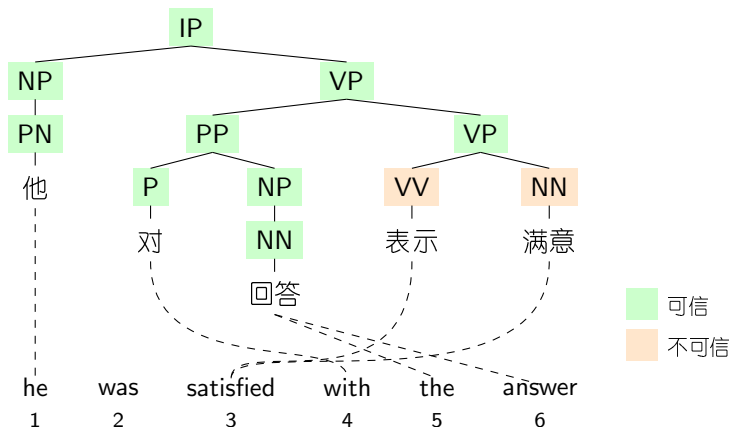 IP
NP VP
PN PP VP
他 P NP VV NN
对 NN 表示 满意
回答
可信
不可信
he was satisfied with the answer
1 2 3 4 5 6